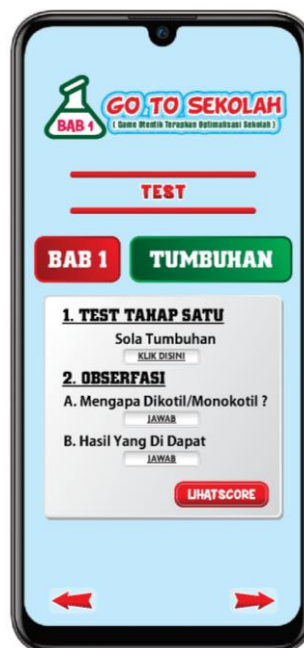 BAB 1
GO TO SEKOLAH
( Game Otentik Terapkan Optimalisasi Sekolah )
TEST
BAB 1
TUMBUHAN
1. TEST TAHAP SATU
Sola Tumbuhan
KLIK DISINI
2. OBSERFASI
A. Mengapa Dikotil/Monokotil ?
JAWAB
B. Hasil Yang Di Dapat
JAWAB
LIHATSCORE